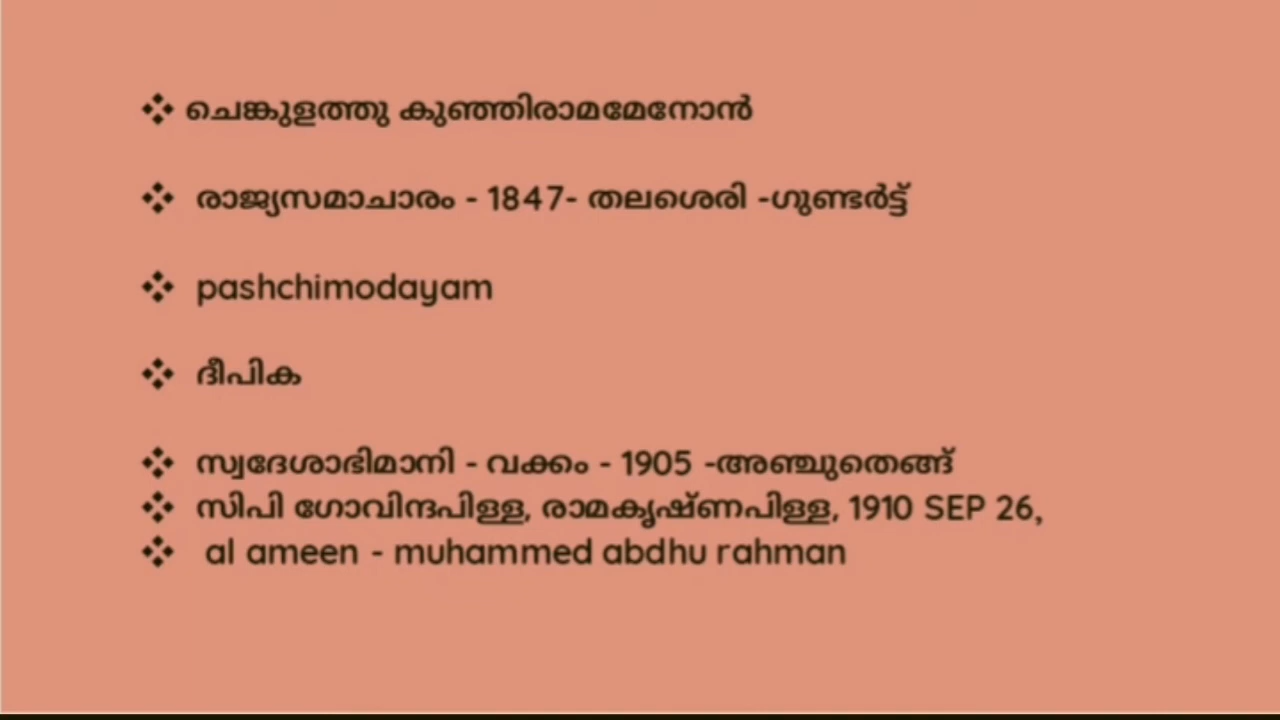 ❖ ചെങ്കുളത്തു കുഞ്ഞിരാമമേനോൻ
❖ രാജ്യസമാചാരം - 1847- തലശെരി -ഗുണ്ടർട്ട്
❖ pashchimodayam
❖ ദീപിക
❖ സ്വദേശാഭിമാനി - വക്കം - 1905 -അഞ്ചുതെങ്ങ്
❖ സിപി ഗോവിന്ദപിള്ള, രാമകൃഷ്ണപിള്ള, 1910 SEP 26,
❖ al ameen - muhammed abdhu rahman